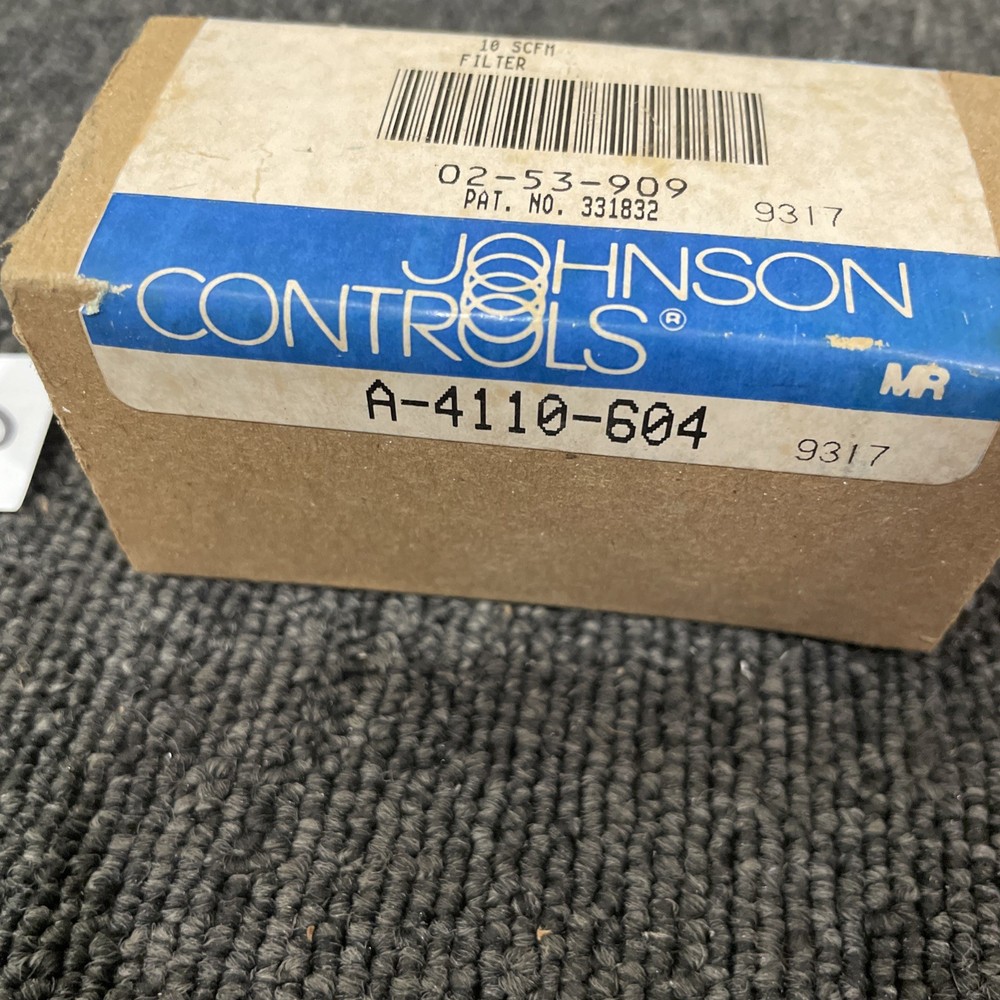 10 SCFM
FILTER
02-53-909
PAT. NO. 331832 9317
JOHNSON
CONTROLS®
MR
A-4110-604 9317